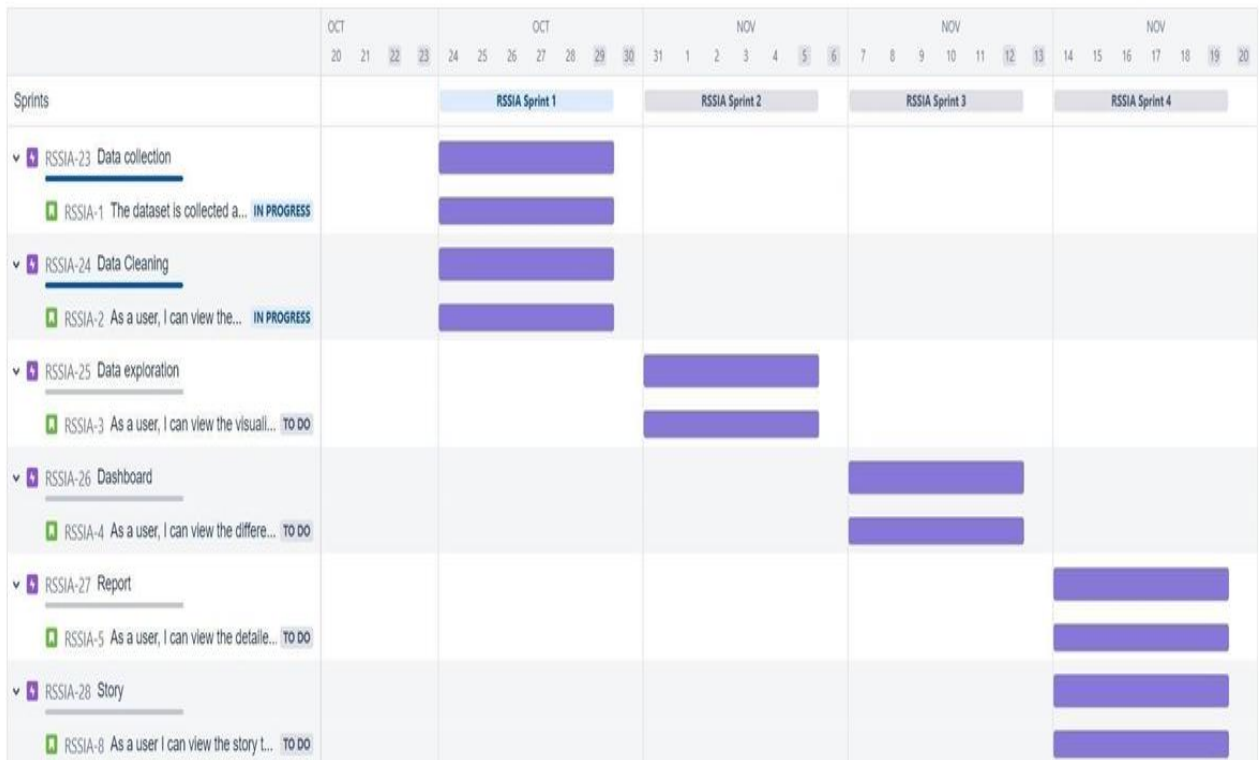 OCT OCT NOV NOV NOV
20 21 22 23 24 25 26 27 28 29 30 31 1 2 3 4 5 6 7 8 9 10 11 12 13 14 15 16 17 18 19 20
Sprints RSSIA Sprint 1 RSSIA Sprint 2 RSSIA Sprint 3 RSSIA Sprint 4
RSSIA-23 Data collection
RSSIA-1 The dataset is collected a... IN PROGRESS
RSSIA-24 Data Cleaning
RSSIA-2 As a user, I can view the... IN PROGRESS
RSSIA-25 Data exploration
RSSIA-3 As a user, I can view the visuali... TO DO
RSSIA-26 Dashboard
RSSIA-4 As a user, I can view the differe... TO DO
RSSIA-27 Report
RSSIA-5 As a user, I can view the detaile... TO DO
RSSIA-28 Story
RSSIA-8 As a user I can view the story t... TO DO